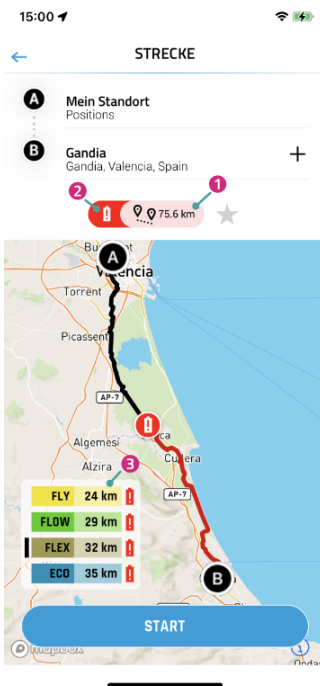 15:00
STRECKE
A
Mein Standort
Positions
B
Gandia
Gandia, Valencia, Spain
2
1
75.6 km
A
Valencia
Torrent
Picassent
AP-7
Algemesí
Cullera
Alzira
3
AP-7
FLY 24 km
FLOW 29 km
FLEX 32 km
ECO 35 km
B
START
mapbox